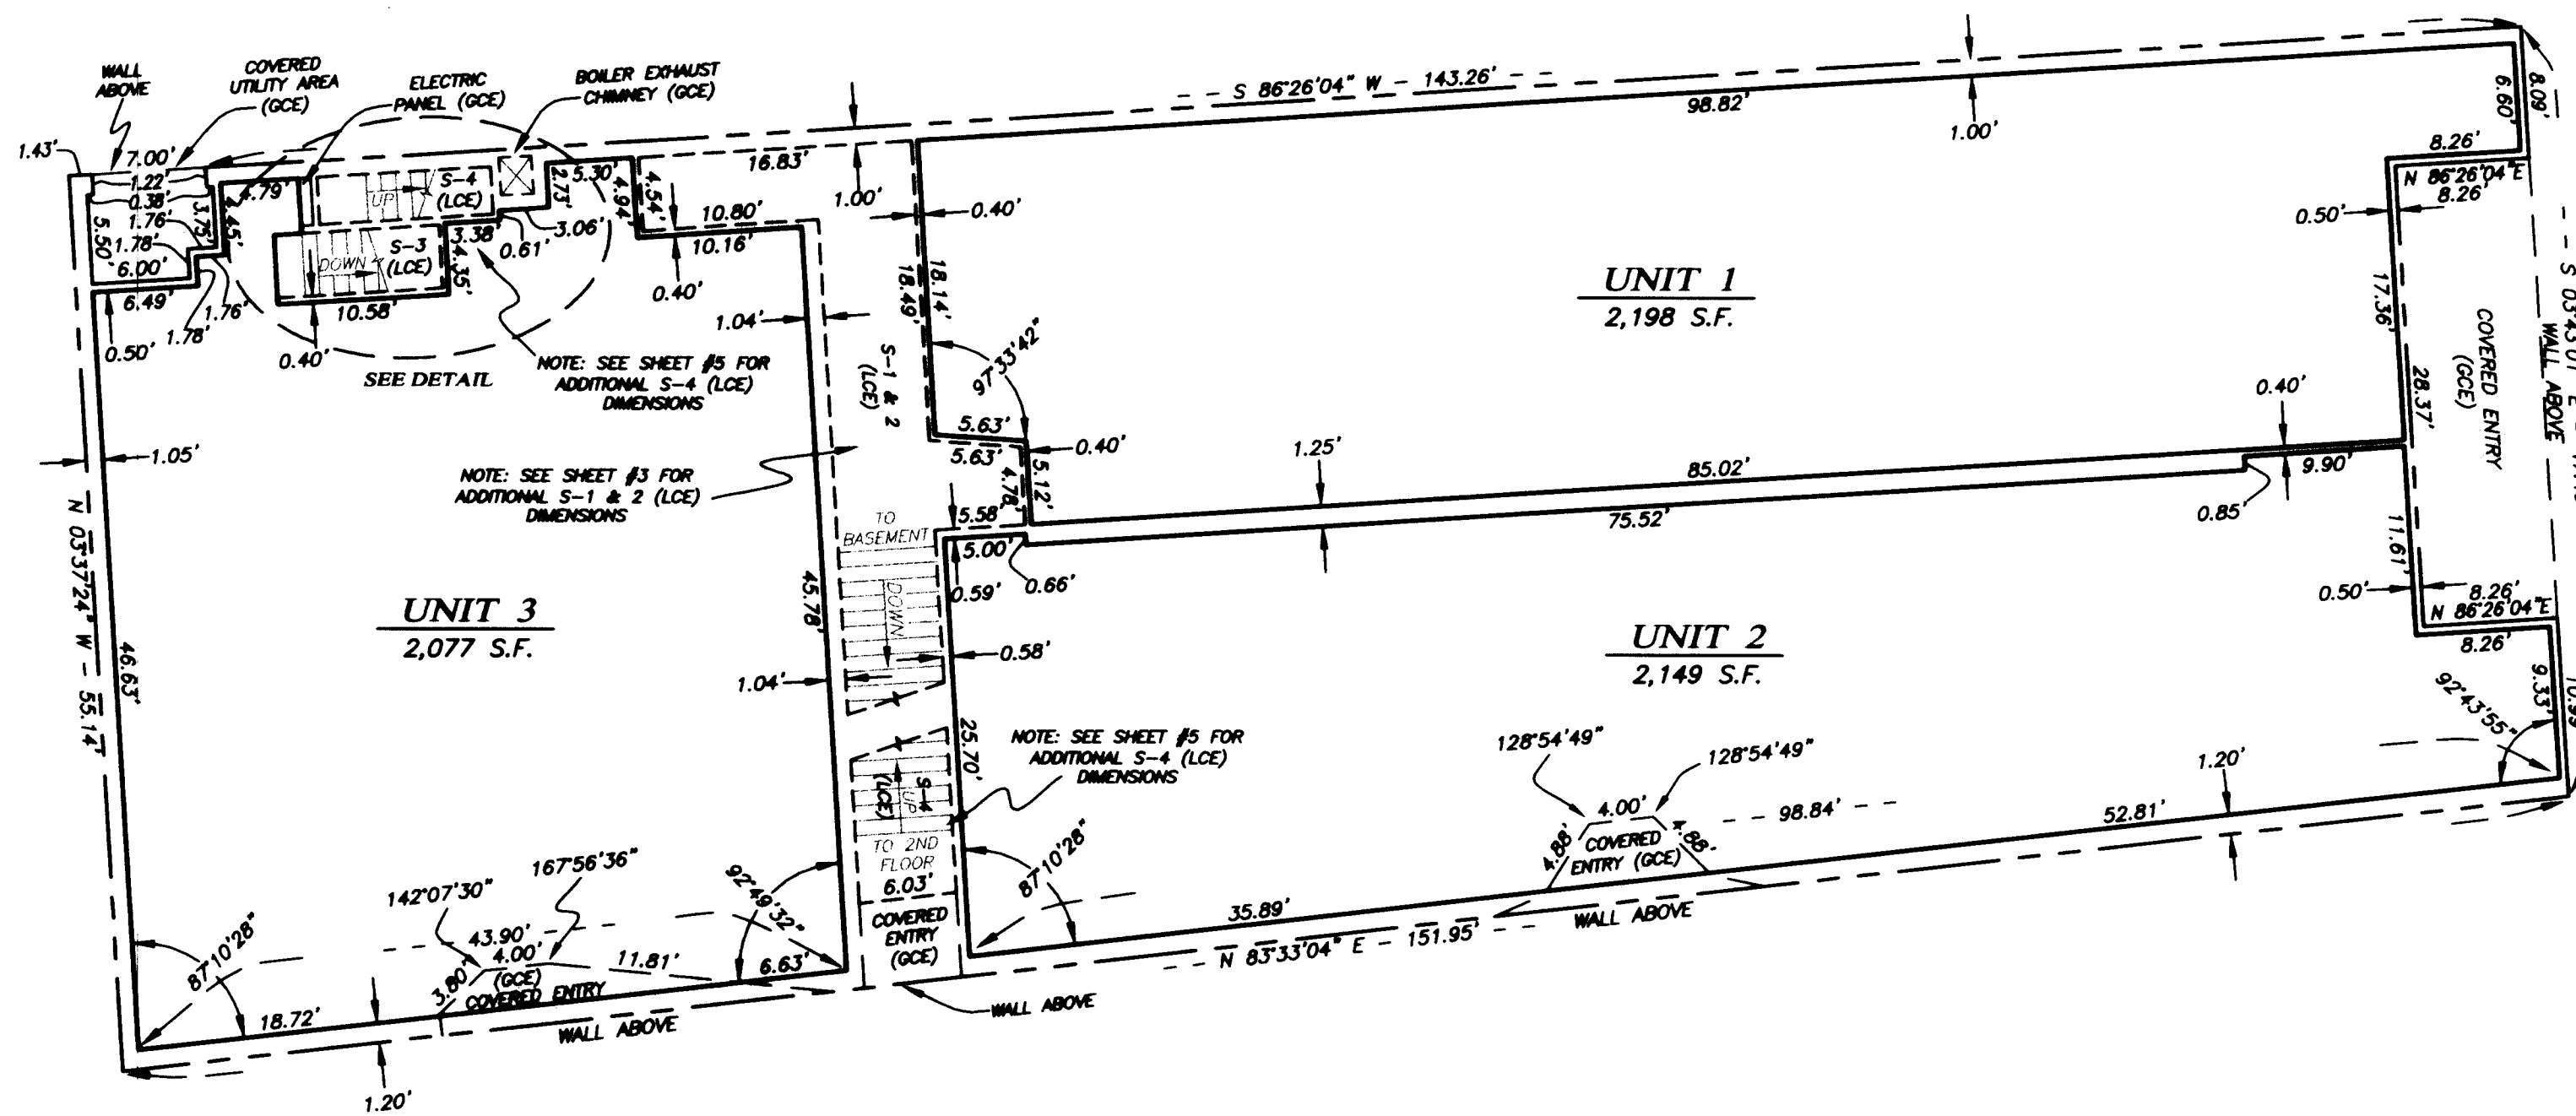 WALL
ABOVE
COVERED
UTILITY AREA
(GCE)
ELECTRIC
PANEL (GCE)
BOILER EXHAUST
CHIMNEY (GCE)
S 86°26'04" W - 143.26'
98.82'
1.00'
6.60'
8.09'
1.43'
7.00'
1.22'
0.38'
1.76'
1.78'
3.75'
5.50'
6.00'
6.49'
1.76'
1.78'
0.50'
4.79'
4.45'
UP
S-4
(LCE)
S-3
(LCE)
DOWN
10.58'
0.40'
4.35'
3.38'
0.61'
3.06'
2.73'
5.30'
4.94'
4.54'
16.83'
1.00'
10.80'
10.16'
0.40'
0.40'
SEE DETAIL
NOTE: SEE SHEET #5 FOR
ADDITIONAL S-4 (LCE)
DIMENSIONS
1.04'
S-1 & 2
(LCE)
18.49'
18.14'
97°33'42"
5.63'
5.63'
0.40'
4.78'
5.12'
UNIT 1
2,198 S.F.
8.26'
N 86°26'04"E
8.26'
0.50'
17.36'
28.37'
COVERED ENTRY
(GCE)
WALL ABOVE
0.40'
9.90'
0.85'
1.25'
85.02'
75.52'
1.05'
N 03°37'24" W - 55.14'
46.63'
NOTE: SEE SHEET #3 FOR
ADDITIONAL S-1 & 2 (LCE)
DIMENSIONS
TO
BASEMENT
DOWN
5.58'
5.00'
0.59'
0.66'
45.78'
0.58'
1.04'
UNIT 3
2,077 S.F.
UNIT 2
2,149 S.F.
11.61'
0.50'
8.26'
N 86°26'04"E
8.26'
9.33'
92°43'55"
25.70'
NOTE: SEE SHEET #5 FOR
ADDITIONAL S-4 (LCE)
DIMENSIONS
S-4
(LCE)
UP
TO 2ND
FLOOR
6.03'
COVERED
ENTRY
(GCE)
87°10'28"
128°54'49"
128°54'49"
4.00'
4.88'
4.88'
COVERED
ENTRY (GCE)
98.84'
1.20'
52.81'
35.89'
N 83°33'04" E - 151.95'
WALL ABOVE
WALL ABOVE
142°07'30"
167°56'36"
92°49'32"
43.90'
4.00'
(GCE)
COVERED ENTRY
3.80'
11.81'
6.63'
87°10'28"
18.72'
WALL ABOVE
1.20'